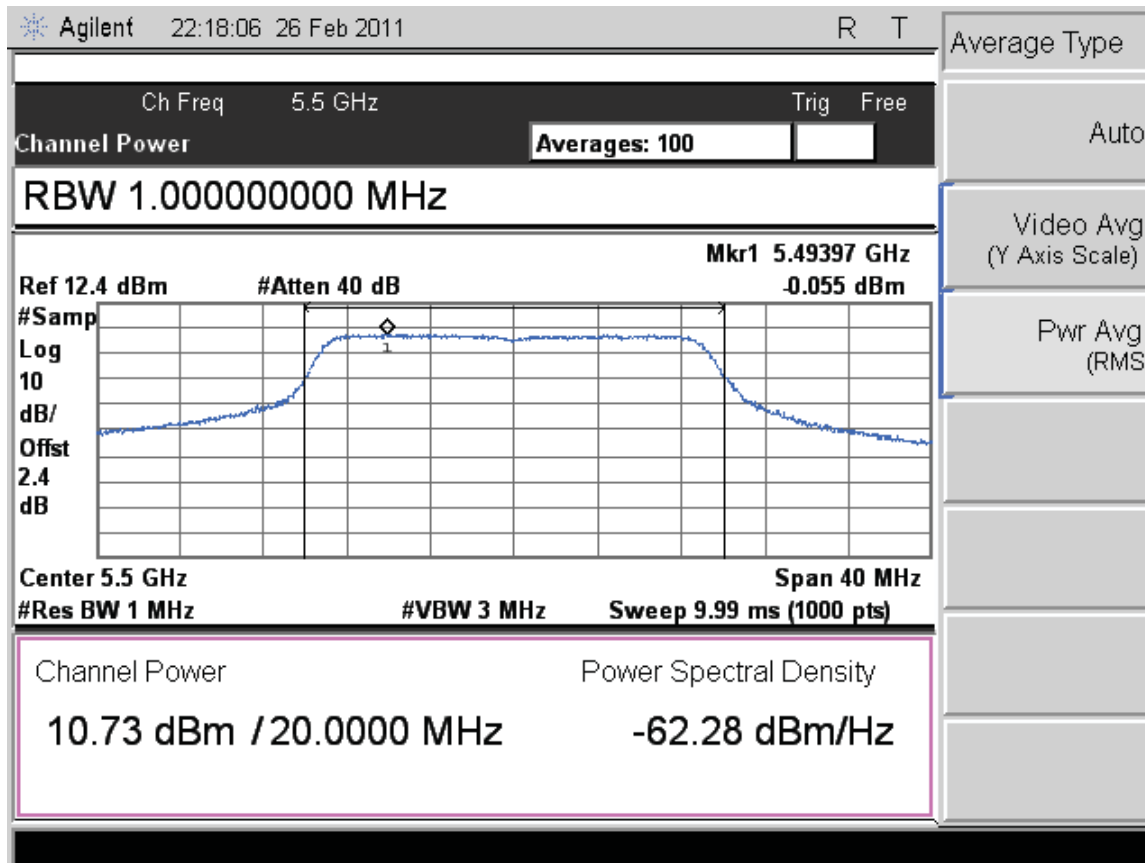 Agilent 22:18:06 26 Feb 2011 R T
Average Type
Ch Freq 5.5 GHz Trig Free
Channel Power Averages: 100
Auto
RBW 1.000000000 MHz
Video Avg
(Y Axis Scale)
Mkr1 5.49397 GHz
Ref 12.4 dBm #Atten 40 dB -0.055 dBm
#Samp
Log
10
dB/
Offst
2.4
dB
1
Pwr Avg
(RMS
Center 5.5 GHz Span 40 MHz
#Res BW 1 MHz #VBW 3 MHz Sweep 9.99 ms (1000 pts)
Channel Power Power Spectral Density
10.73 dBm / 20.0000 MHz -62.28 dBm/Hz